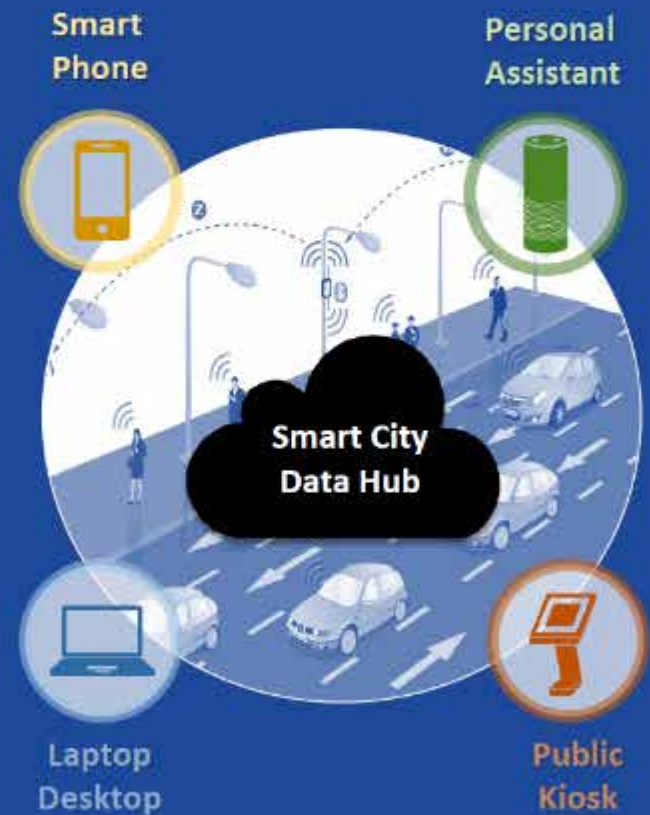 Smart
Phone
Personal
Assistant
Smart City
Data Hub
Laptop
Desktop
Public
Kiosk